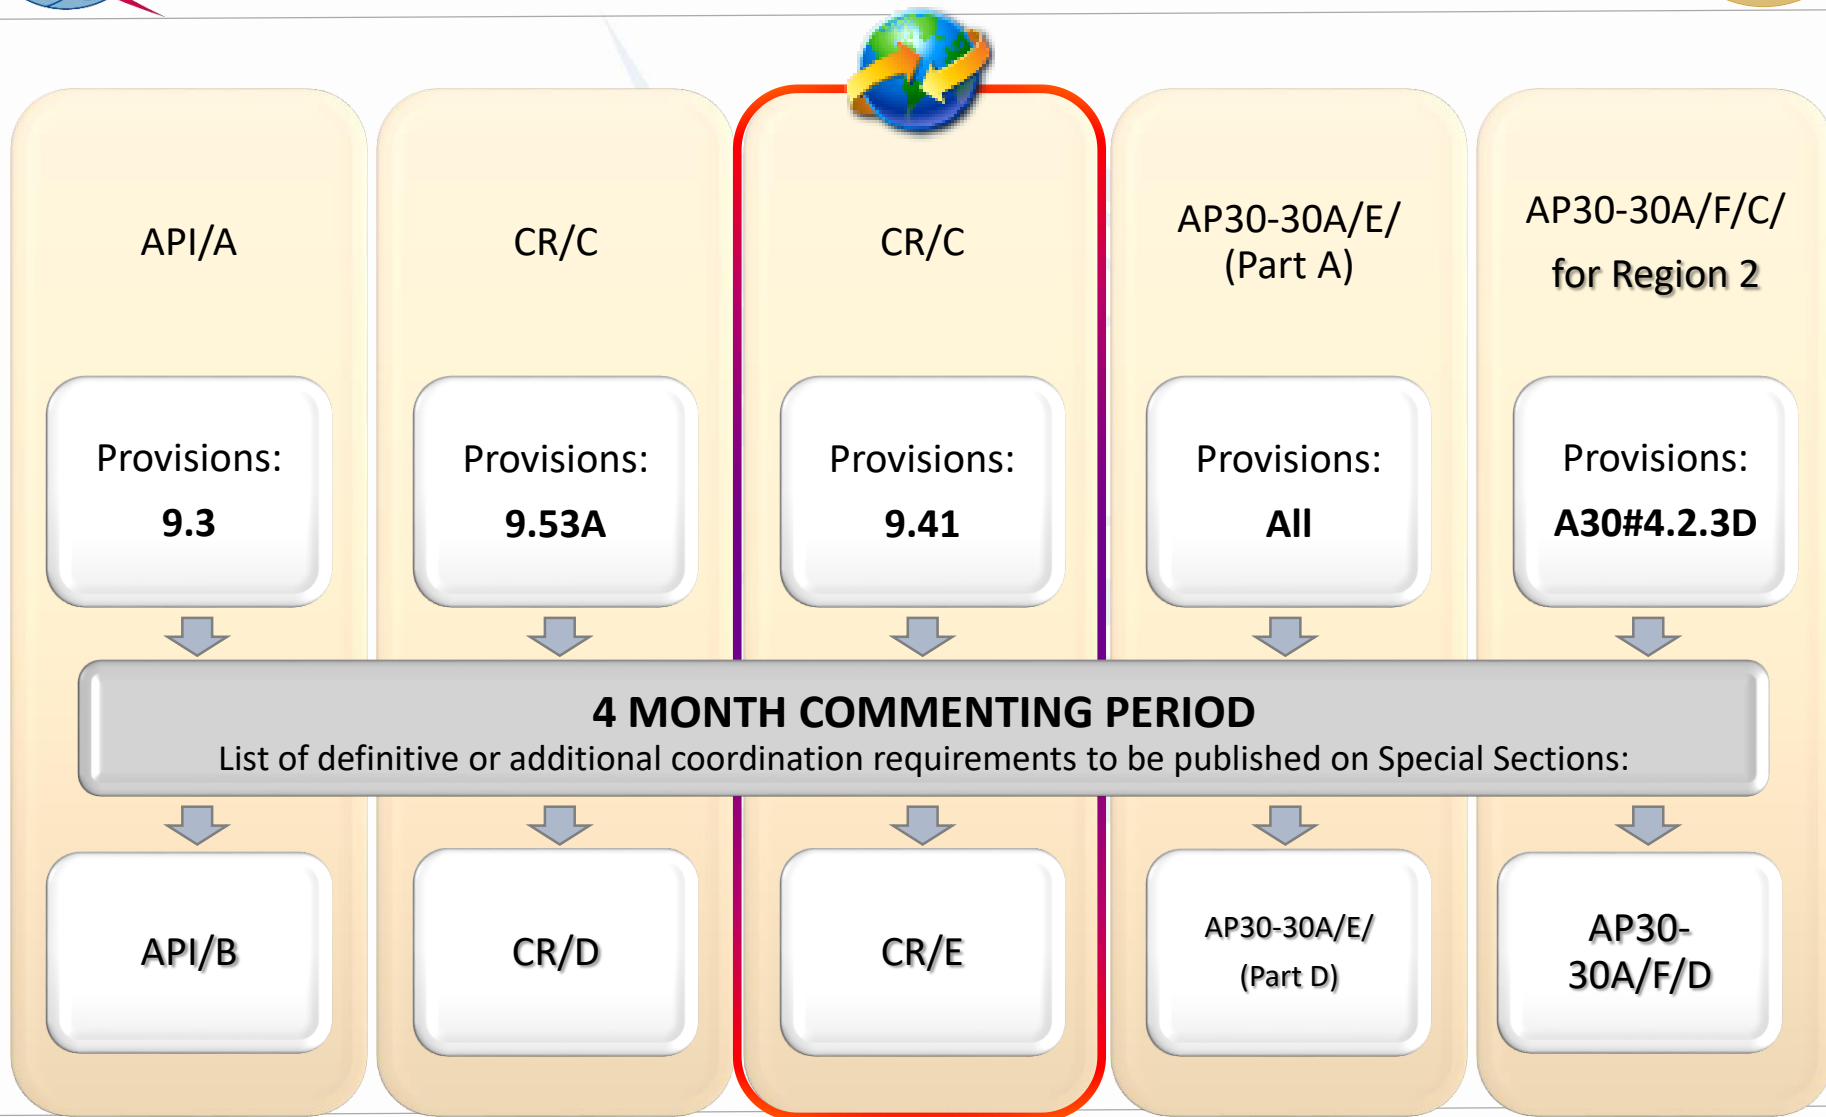 API/A
CR/C
CR/C
AP30-30A/E/
(Part A)
AP30-30A/F/C/
for Region 2
Provisions:
9.3
Provisions:
9.53A
Provisions:
9.41
Provisions:
All
Provisions:
A30#4.2.3D
4 MONTH COMMENTING PERIOD
List of definitive or additional coordination requirements to be published on Special Sections:
API/B
CR/D
CR/E
AP30-30A/E/
(Part D)
AP30-
30A/F/D